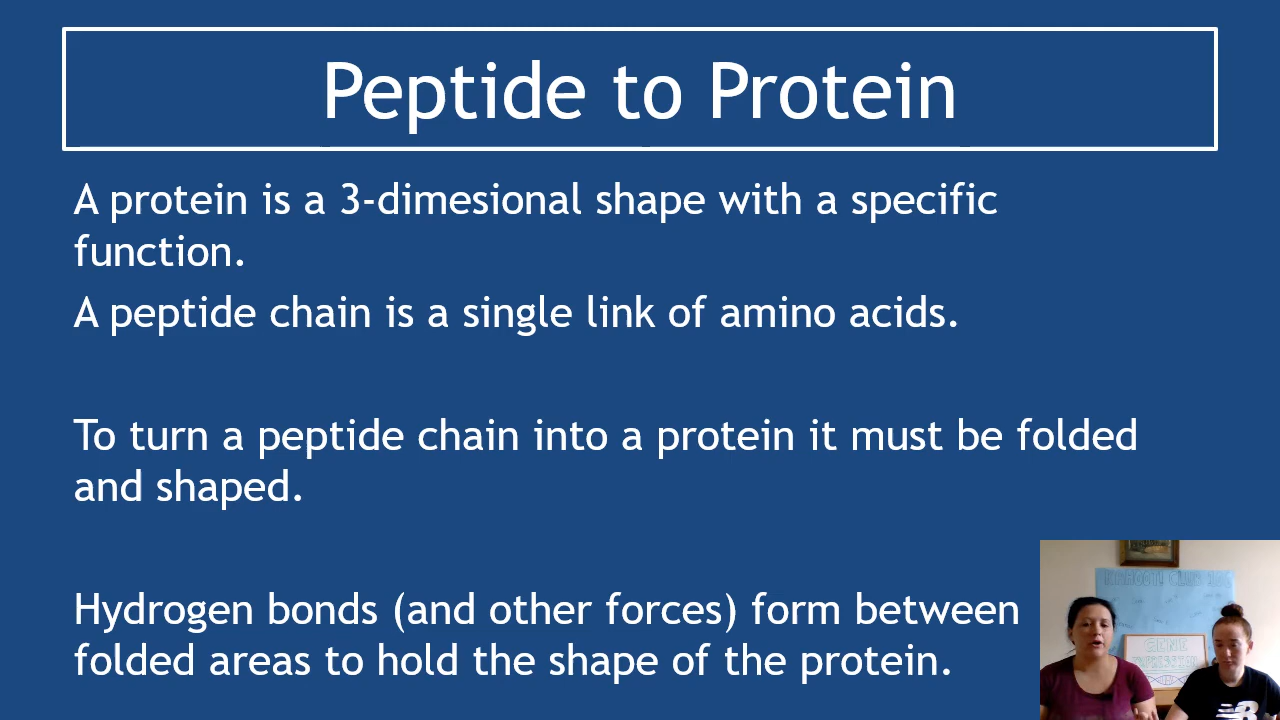 Peptide to Protein
A protein is a 3-dimesional shape with a specific
function.
A peptide chain is a single link of amino acids.
To turn a peptide chain into a protein it must be folded
and shaped.
Hydrogen bonds (and other forces) form between
folded areas to hold the shape of the protein.
GENE